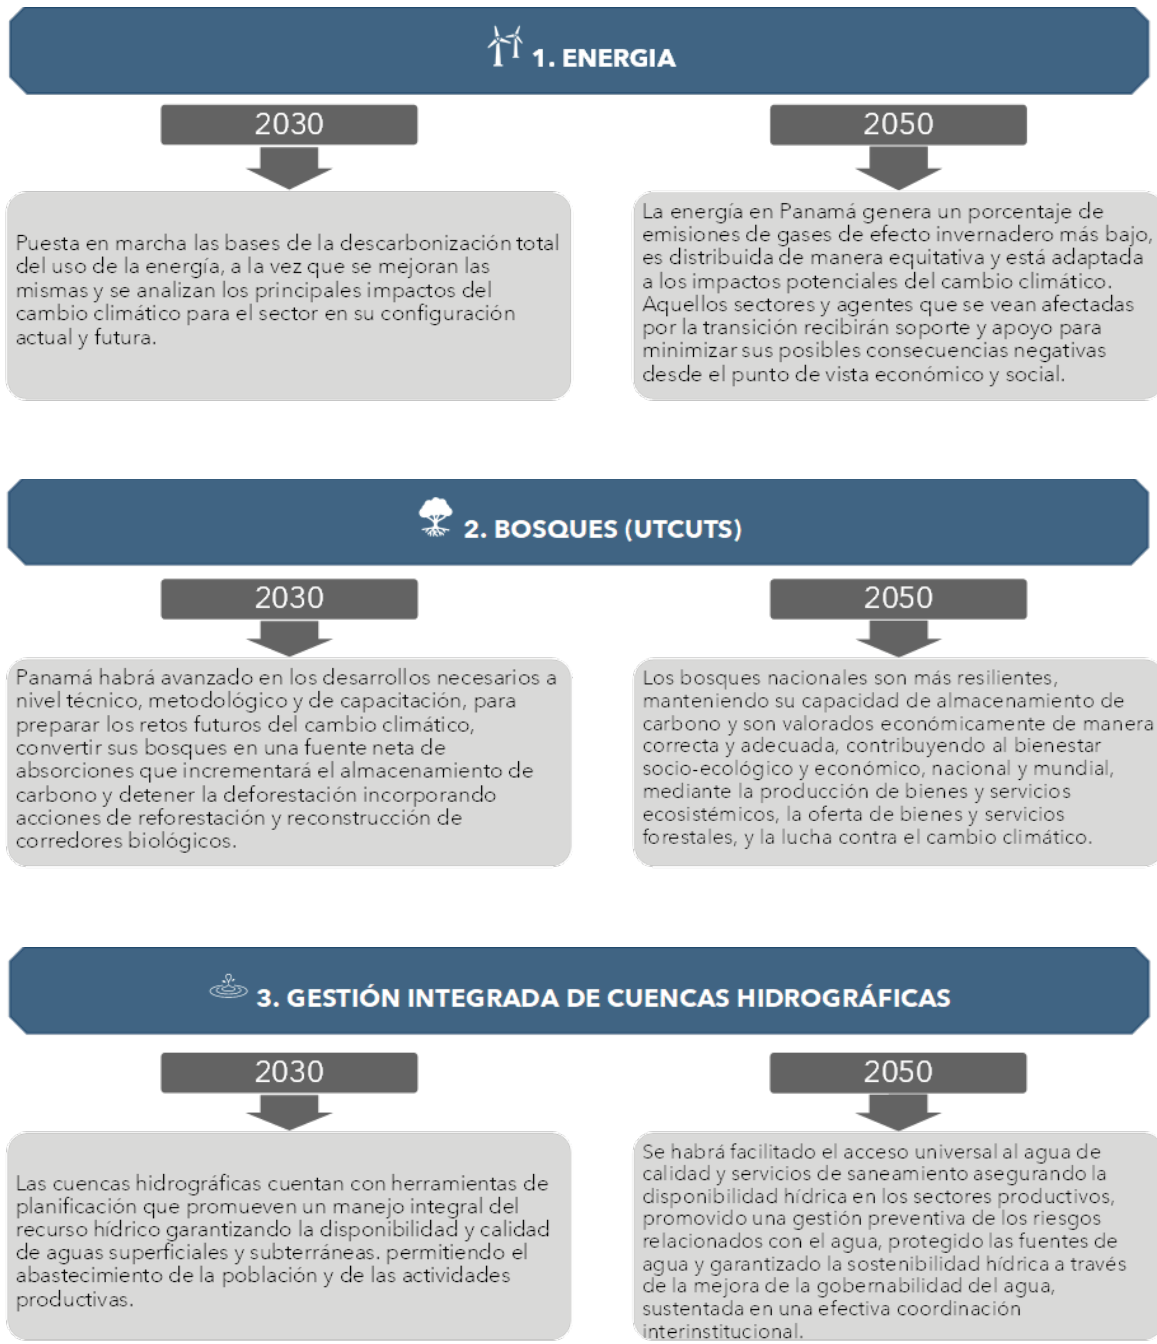 1. ENERGIA
2030
Puesta en marcha las bases de la descarbonización total
del uso de la energía, a la vez que se mejoran las
mismas y se analizan los principales impactos del
cambio climático para el sector en su configuración
actual y futura.
2050
La energía en Panamá genera un porcentaje de
emisiones de gases de efecto invernadero más bajo,
es distribuida de manera equitativa y está adaptada
a los impactos potenciales del cambio climático.
Aquellos sectores y agentes que se vean afectadas
por la transición recibirán soporte y apoyo para
minimizar sus posibles consecuencias negativas
desde el punto de vista económico y social.
2. BOSQUES (UTCUTS)
2030
Panamá habrá avanzado en los desarrollos necesarios a
nivel técnico, metodológico y de capacitación, para
preparar los retos futuros del cambio climático,
convertir sus bosques en una fuente neta de
absorciones que incrementará el almacenamiento de
carbono y detener la deforestación incorporando
acciones de reforestación y reconstrucción de
corredores biológicos.
2050
Los bosques nacionales son más resilientes,
manteniendo su capacidad de almacenamiento de
carbono y son valorados económicamente de manera
correcta y adecuada, contribuyendo al bienestar
socio-ecológico y económico, nacional y mundial,
mediante la producción de bienes y servicios
ecosistémicos, la oferta de bienes y servicios
forestales, y la lucha contra el cambio climático.
3. GESTIÓN INTEGRADA DE CUENCAS HIDROGRÁFICAS
2030
Las cuencas hidrográficas cuentan con herramientas de
planificación que promueven un manejo integral del
recurso hídrico garantizando la disponibilidad y calidad
de aguas superficiales y subterráneas. permitiendo el
abastecimiento de la población y de las actividades
productivas.
2050
Se habrá facilitado el acceso universal al agua de
calidad y servicios de saneamiento asegurando la
disponibilidad hídrica en los sectores productivos,
promovido una gestión preventiva de los riesgos
relacionados con el agua, protegido las fuentes de
agua y garantizado la sostenibilidad hídrica a través
de la mejora de la gobernabilidad del agua,
sustentada en una efectiva coordinación
interinstitucional.